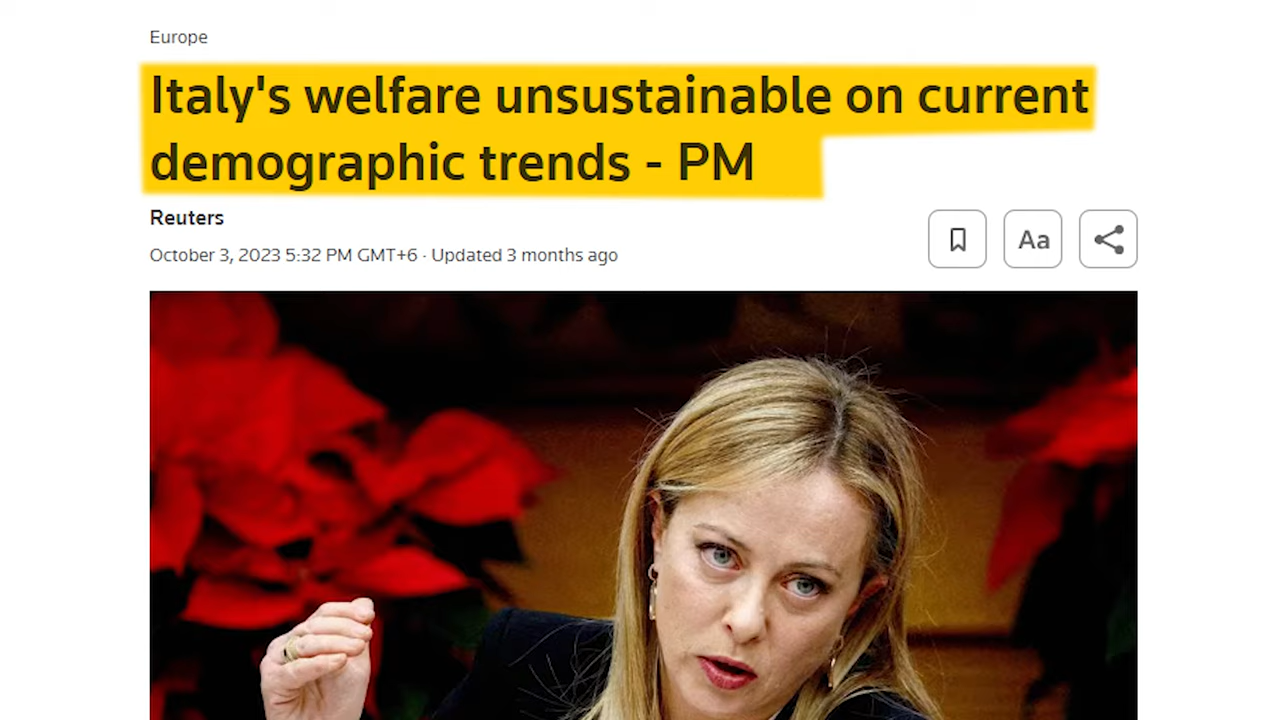 Europe
Italy's welfare unsustainable on current
demographic trends - PM
Reuters
October 3, 2023 5:32 PM GMT+6 · Updated 3 months ago
Aa